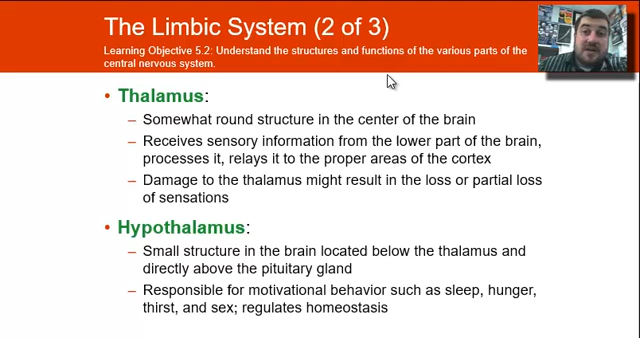 The Limbic System (2 of 3)
Learning Objective 5.2: Understand the structures and functions of the various parts of the
central nervous system.
• Thalamus:
– Somewhat round structure in the center of the brain
– Receives sensory information from the lower part of the brain,
processes it, relays it to the proper areas of the cortex
– Damage to the thalamus might result in the loss or partial loss
of sensations
• Hypothalamus:
– Small structure in the brain located below the thalamus and
directly above the pituitary gland
– Responsible for motivational behavior such as sleep, hunger,
thirst, and sex; regulates homeostasis